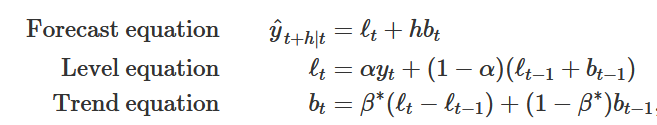 Forecast equation ŷ_{t+h|t} = ℓ_t + hb_t
Level equation ℓ_t = αy_t + (1 − α)(ℓ_{t−1} + b_{t−1})
Trend equation b_t = β*(ℓ_t − ℓ_{t−1}) + (1 − β*)b_{t−1},